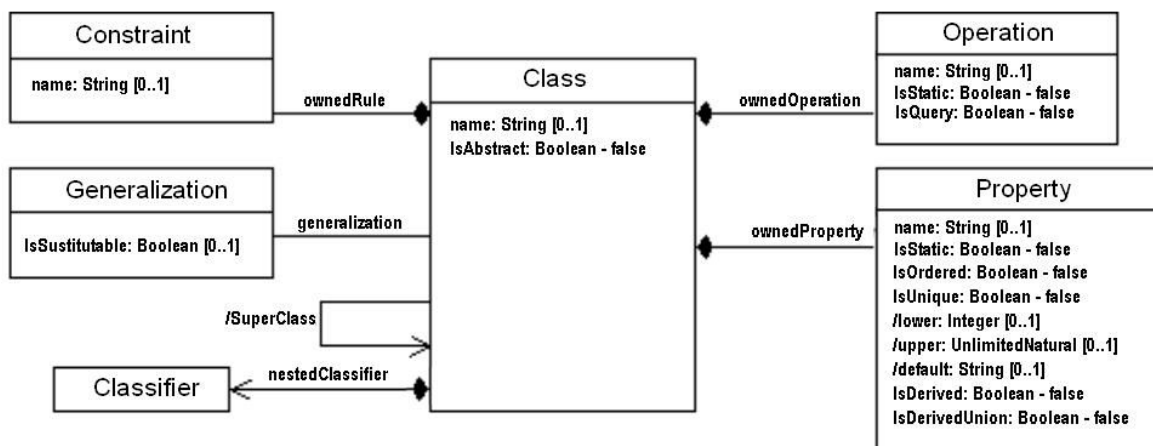 Constraint
name: String [0..1]
ownedRule
Generalization
IsSustitutable: Boolean [0..1]
generalization
/SuperClass
Classifier
nestedClassifier
Class
name: String [0..1]
IsAbstract: Boolean - false
ownedOperation
Operation
name: String [0..1]
IsStatic: Boolean - false
IsQuery: Boolean - false
ownedProperty
Property
name: String [0..1]
IsStatic: Boolean - false
IsOrdered: Boolean - false
IsUnique: Boolean - false
/lower: Integer [0..1]
/upper: UnlimitedNatural [0..1]
/default: String [0..1]
IsDerived: Boolean - false
IsDerivedUnion: Boolean - false